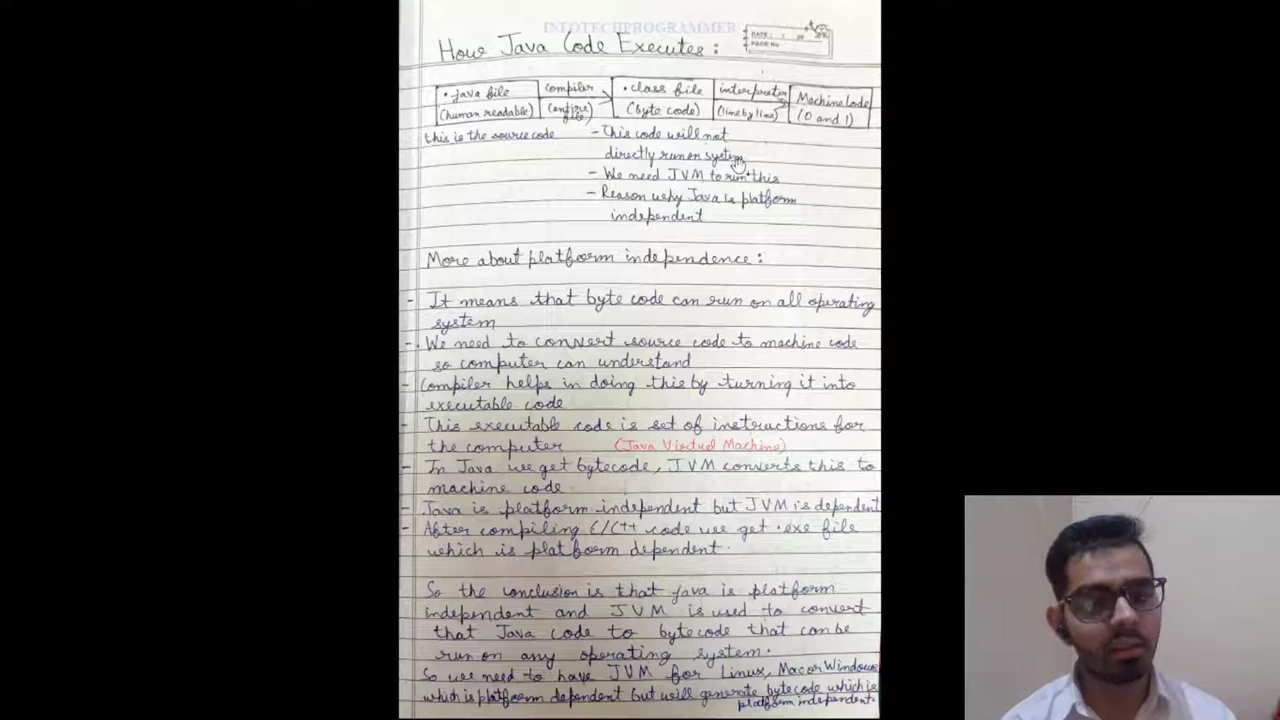 INFOTECHPROGRAMMER
How Java Code Executes:
DATE: / / 20
PAGE No
.java file compiler .class file interpreter Machine Code
(human readable) (entire file) (byte code) (line by line) (0 and 1)
this is the source code
- This code will not
directly run on system
- We need JVM to run this
- Reason why Java is platform
independent
More about platform independence:
- It means that byte code can run on all operating
system
- We need to convert source code to machine code
so computer can understand
- Compiler helps in doing this by turning it into
executable code
- This executable code is set of instructions for
the computer (Java Virtual Machine)
- In Java we get bytecode, JVM converts this to
machine code
- Java is platform independent but JVM is dependent
- After compiling C/C++ code we get .exe file
which is platform dependent.
So the conclusion is that java is platform
independent and JVM is used to convert
that Java code to bytecode that can be
run on any operating system.
So we need to have JVM for Linux, Mac or Windows
which is platform dependent but will generate bytecode which is
platform independent.